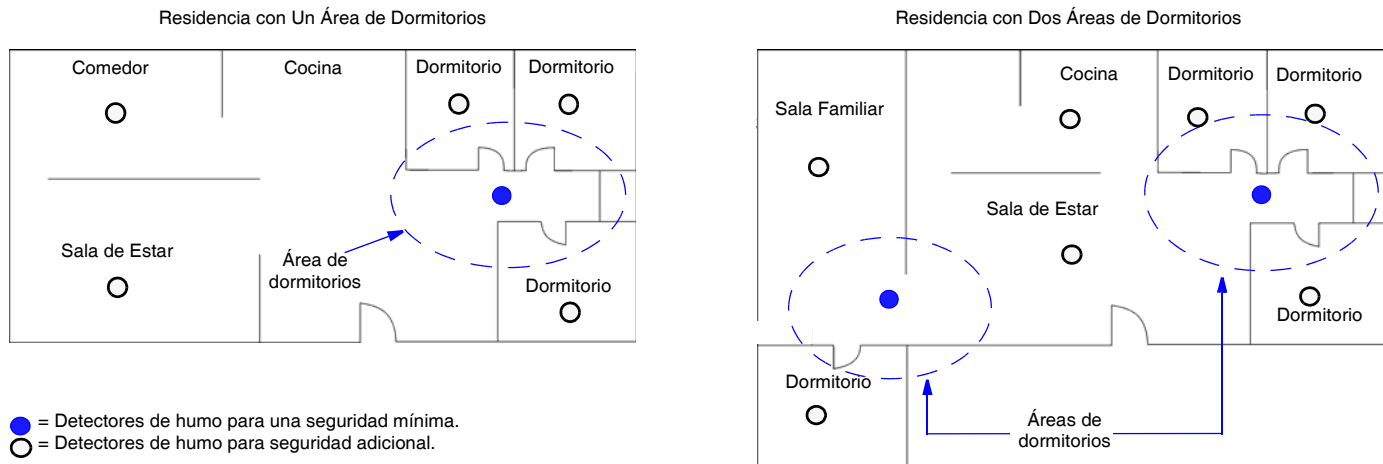 Residencia con Un Área de Dormitorios
Comedor
Cocina
Dormitorio
Dormitorio
Sala de Estar
Área de
dormitorios
Dormitorio
Residencia con Dos Áreas de Dormitorios
Sala Familiar
Cocina
Dormitorio
Dormitorio
Sala de Estar
Dormitorio
Dormitorio
Áreas de
dormitorios
= Detectores de humo para una seguridad mínima.
= Detectores de humo para seguridad adicional.